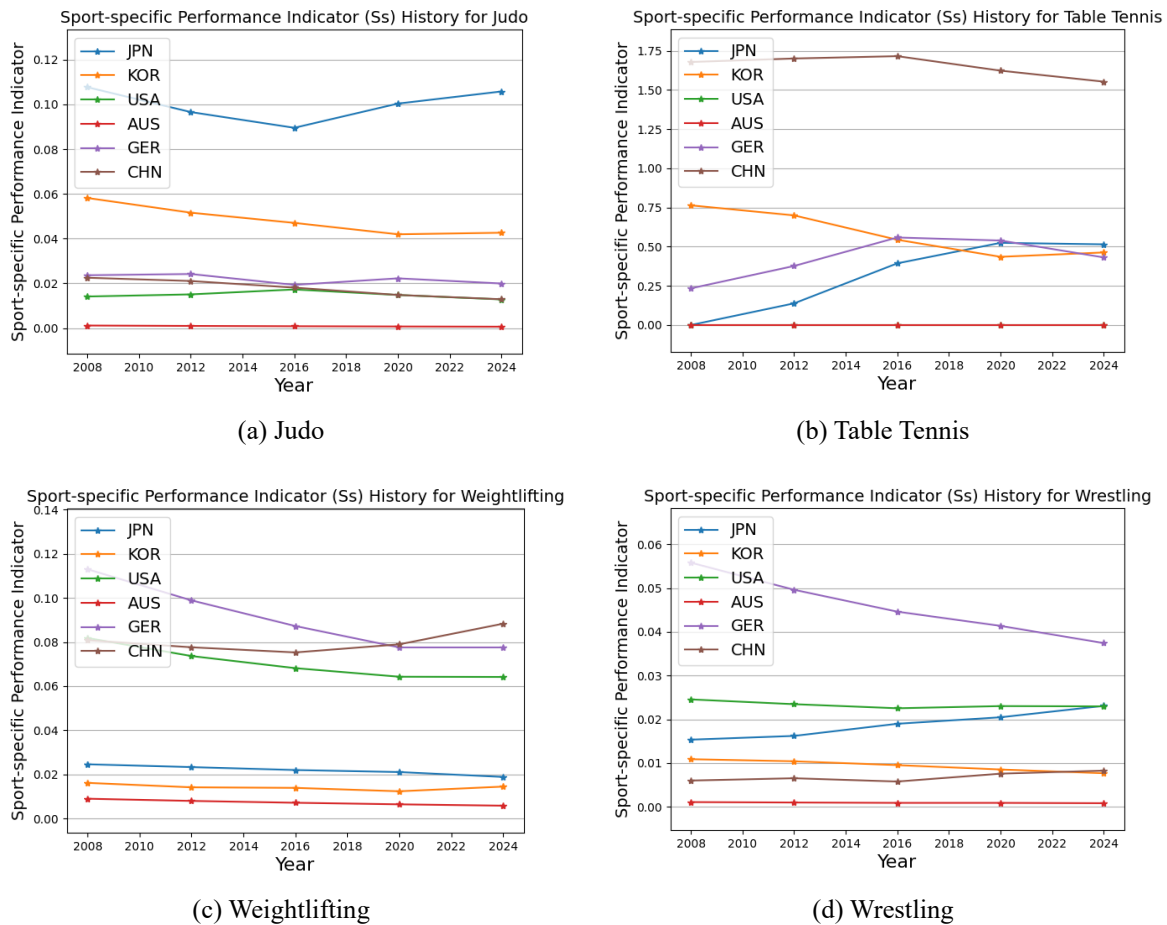 Sport-specific Performance Indicator (Ss) History for Judo
Sport-specific Performance Indicator
0.12
0.10
0.08
0.06
0.04
0.02
0.00
JPN
KOR
USA
AUS
GER
CHN
2008 2010 2012 2014 2016 2018 2020 2022 2024
Year
(a) Judo
Sport-specific Performance Indicator (Ss) History for Table Tennis
Sport-specific Performance Indicator
1.75
1.50
1.25
1.00
0.75
0.50
0.25
0.00
JPN
KOR
USA
AUS
GER
CHN
2008 2010 2012 2014 2016 2018 2020 2022 2024
Year
(b) Table Tennis
Sport-specific Performance Indicator (Ss) History for Weightlifting
Sport-specific Performance Indicator
0.14
0.12
0.10
0.08
0.06
0.04
0.02
0.00
JPN
KOR
USA
AUS
GER
CHN
2008 2010 2012 2014 2016 2018 2020 2022 2024
Year
(c) Weightlifting
Sport-specific Performance Indicator (Ss) History for Wrestling
Sport-specific Performance Indicator
0.06
0.05
0.04
0.03
0.02
0.01
0.00
JPN
KOR
USA
AUS
GER
CHN
2008 2010 2012 2014 2016 2018 2020 2022 2024
Year
(d) Wrestling